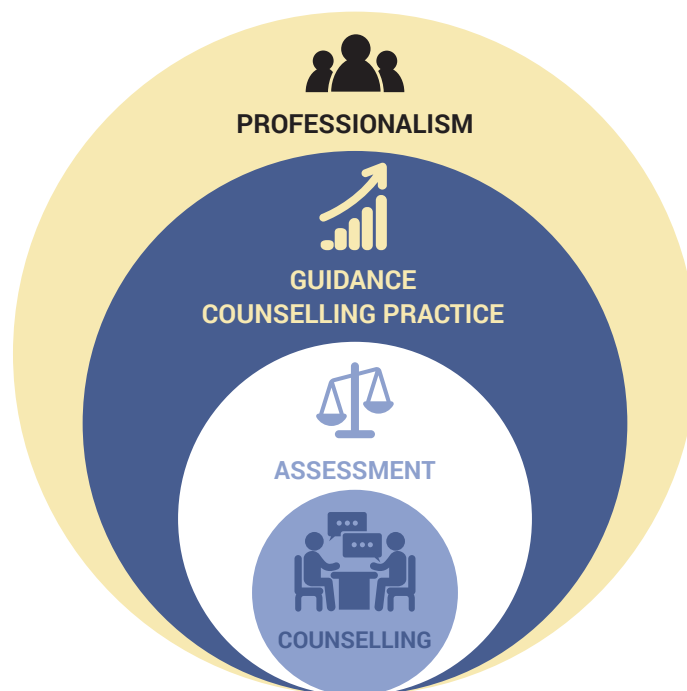 PROFESSIONALISM
GUIDANCE
COUNSELLING PRACTICE
ASSESSMENT
COUNSELLING